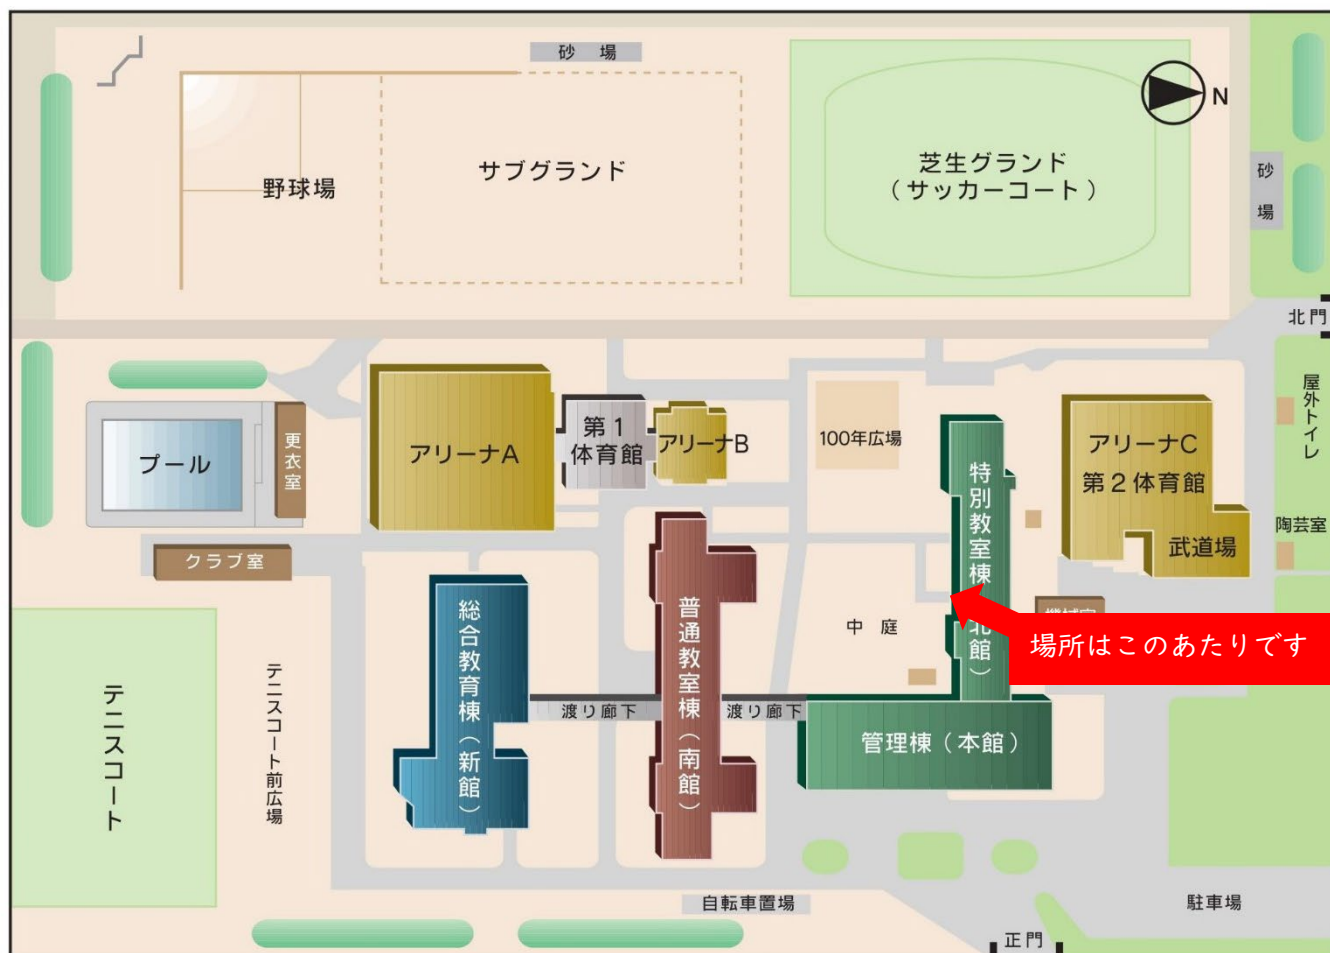 砂 場
N
サブグランド
野球場
芝生グランド
（サッカーコート）
砂
場
北門
屋外トイレ
アリーナA
第１
体育館
アリーナB
100年広場
特別教室棟（北館）
アリーナC
第２体育館
武道場
陶芸室
プール
更衣室
クラブ室
総合教育棟（新館）
普通教室棟（南館）
中 庭
場所はこのあたりです
渡り廊下
渡り廊下
管理棟（本館）
テニスコート
テニスコート前広場
自転車置場
駐車場
正門